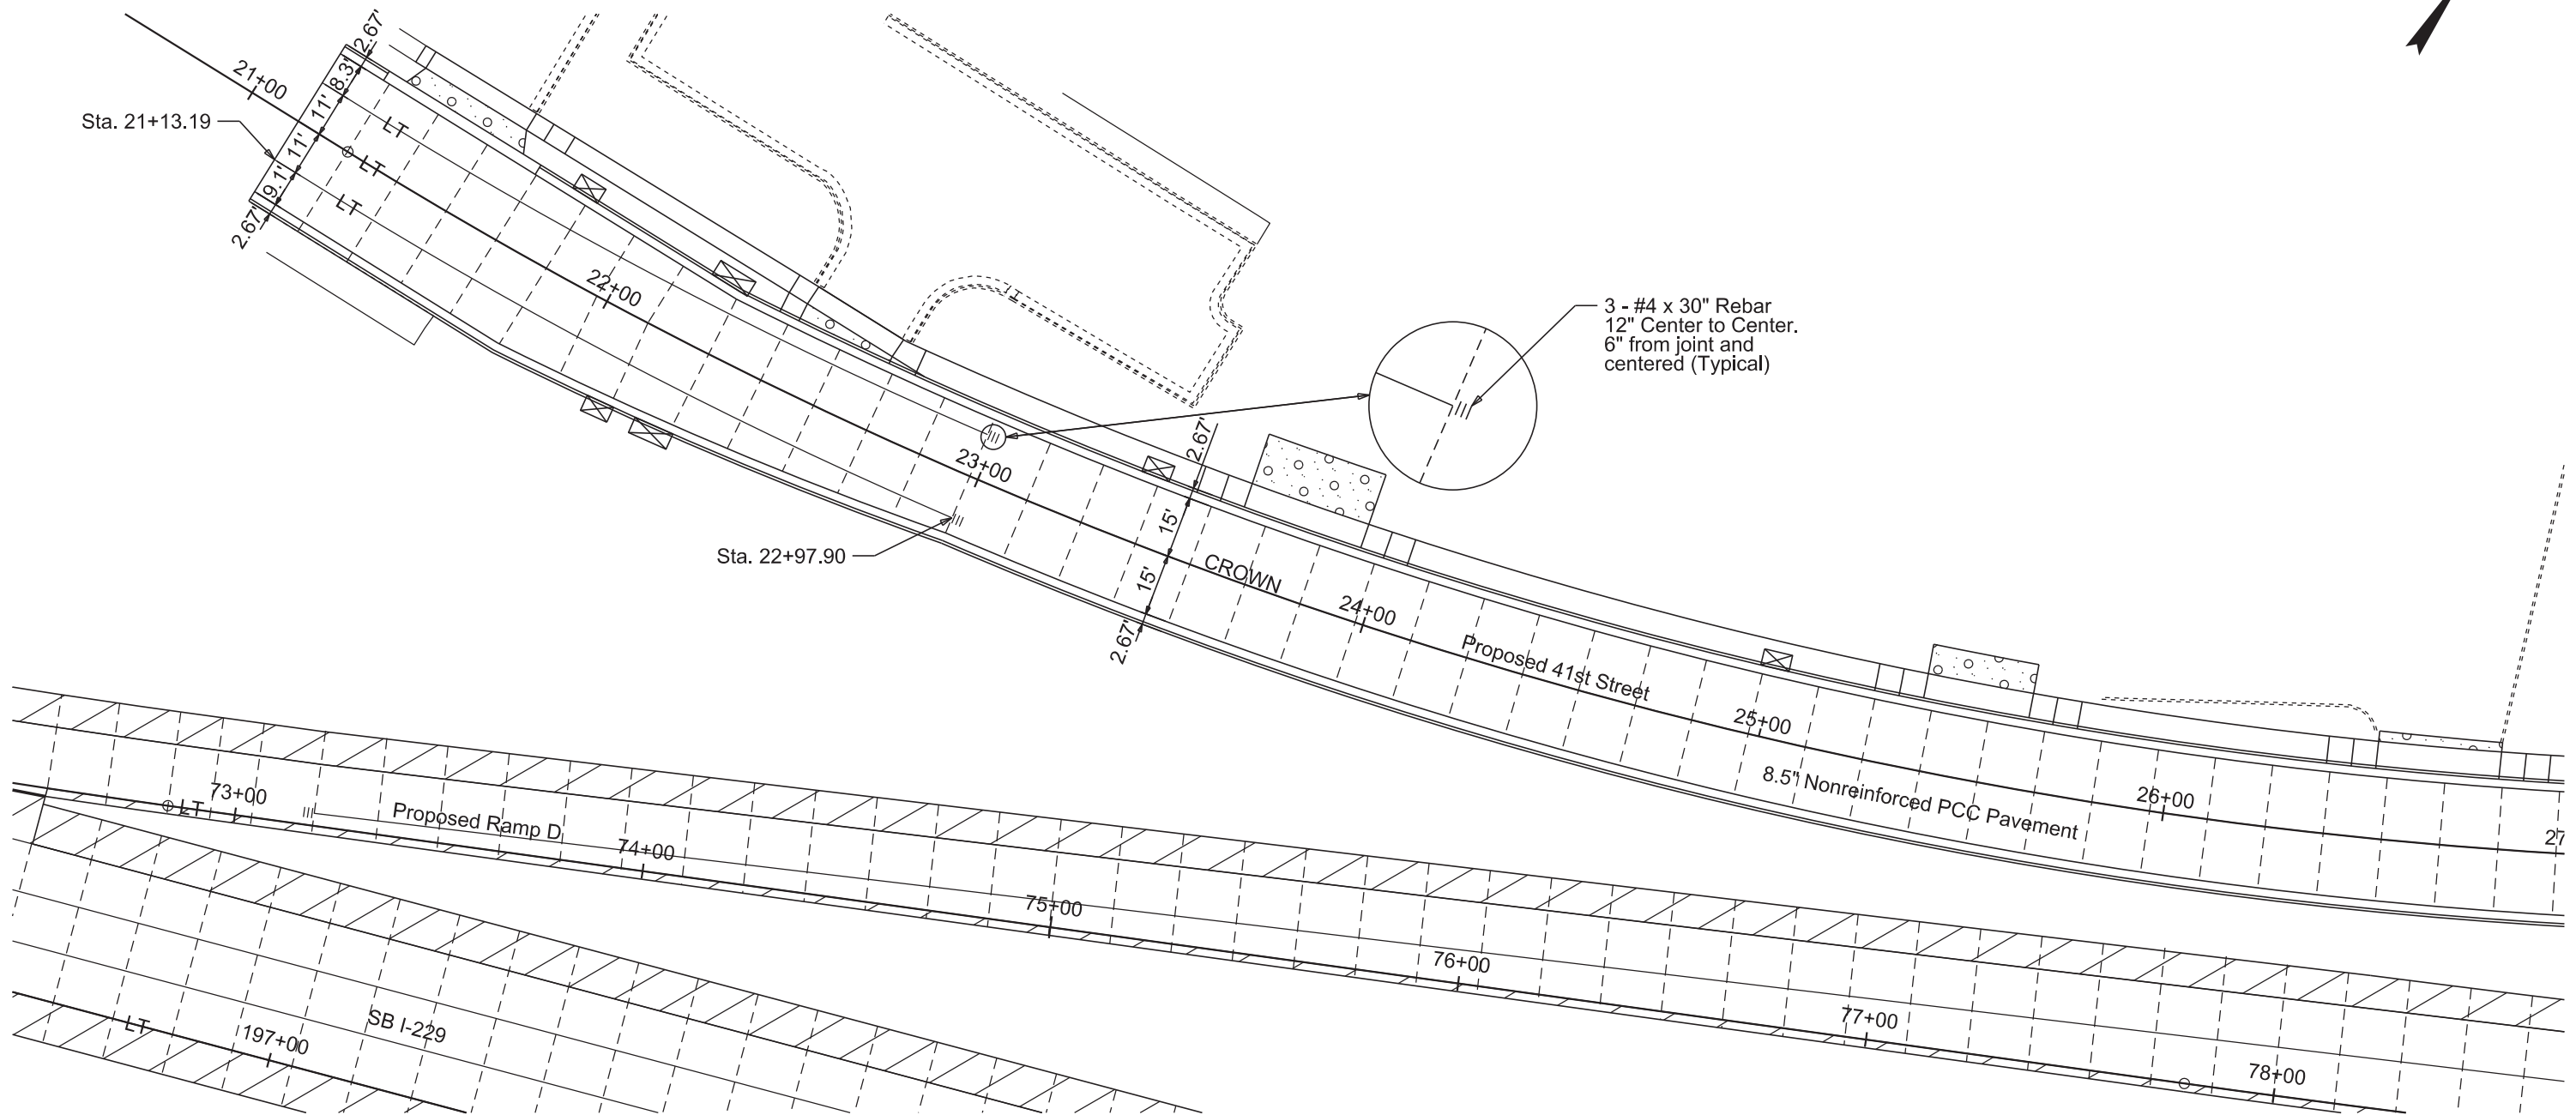 2.67'
8.3'
11'
11'
9.1'
2.67'
21+00
Sta. 21+13.19
LT
LT
LT
22+00
3 - #4 x 30" Rebar
12" Center to Center.
6" from joint and
centered (Typical)
23+00
Sta. 22+97.90
2.67'
15'
15'
2.67'
CROWN
24+00
Proposed 41st Street
25+00
8.5" Nonreinforced PCC Pavement
26+00
27
73+00
LT
Proposed Ramp D
74+00
75+00
76+00
77+00
78+00
LT
197+00
SB I-229